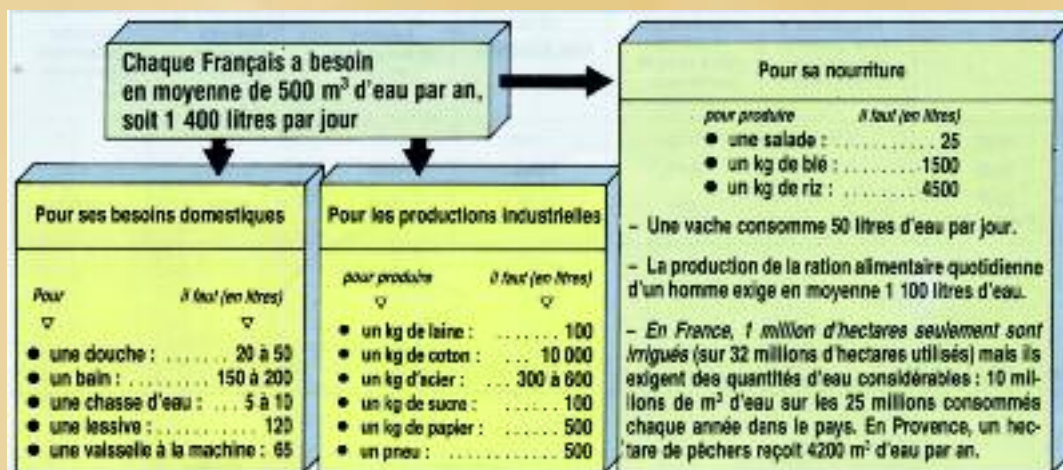 Chaque Français a besoin
en moyenne de 500 m³ d'eau par an,
soit 1 400 litres par jour
Pour ses besoins domestiques
Pour il faut (en litres)
● une douche : ....... 20 à 50
● un bain : ......... 150 à 200
● une chasse d'eau : ... 5 à 10
● une lessive : ........... 120
● une vaisselle à la machine : 65
Pour les productions industrielles
pour produire il faut (en litres)
● un kg de laine : ....... 100
● un kg de coton : ... 10 000
● un kg d'acier : ... 300 à 600
● un kg de sucre : ....... 100
● un kg de papier : ...... 500
● un pneu : ............ 500
Pour sa nourriture
pour produire il faut (en litres)
● une salade : ........... 25
● un kg de blé : ......... 1500
● un kg de riz : ........ 4500
– Une vache consomme 50 litres d'eau par jour.
– La production de la ration alimentaire quotidienne
d'un homme exige en moyenne 1 100 litres d'eau.
– En France, 1 million d'hectares seulement sont
irrigués (sur 32 millions d'hectares utilisés) mais ils
exigent des quantités d'eau considérables : 10 mil-
lions de m³ d'eau sur les 25 millions consommés
chaque année dans le pays. En Provence, un hec-
tare de pêchers reçoit 4200 m³ d'eau par an.